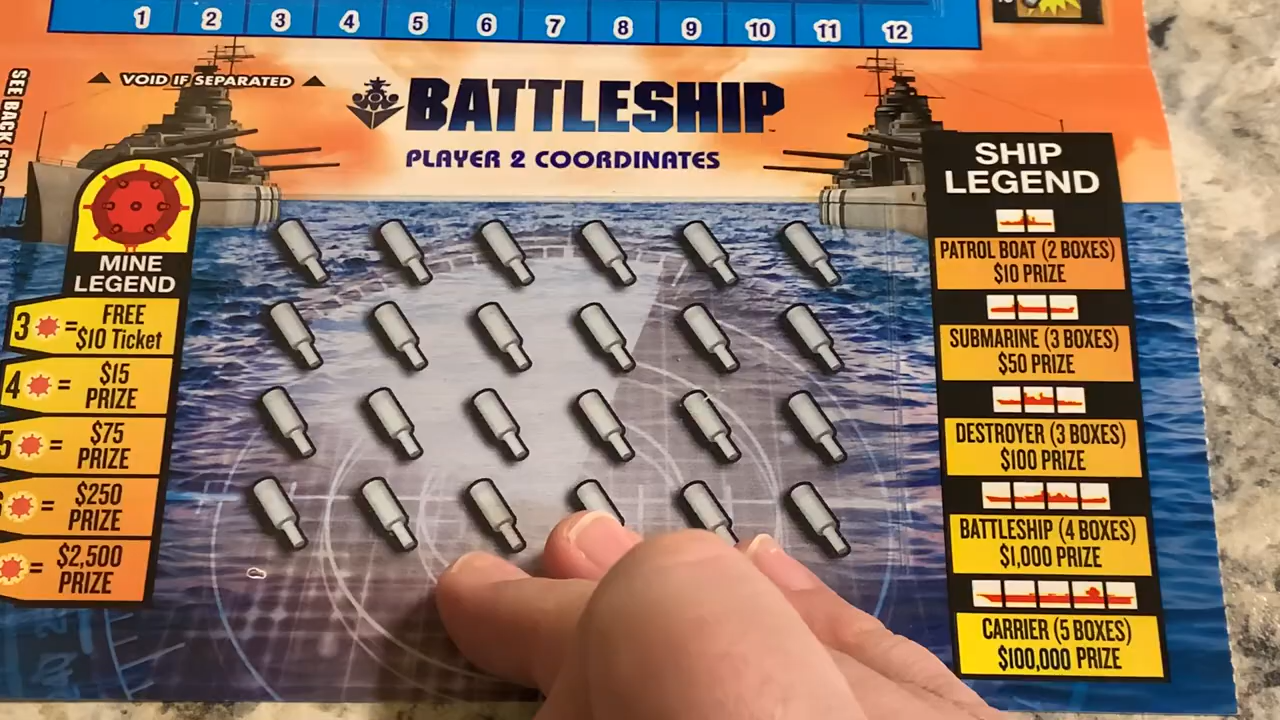 1 2 3 4 5 6 7 8 9 10 11 12
VOID IF SEPARATED
BATTLESHIP
PLAYER 2 COORDINATES
SEE BACK FOR
MINE
LEGEND
3 = FREE
$10 Ticket
4 = $15
PRIZE
5 = $75
PRIZE
= $250
PRIZE
= $2,500
PRIZE
SHIP
LEGEND
PATROL BOAT (2 BOXES)
$10 PRIZE
SUBMARINE (3 BOXES)
$50 PRIZE
DESTROYER (3 BOXES)
$100 PRIZE
BATTLESHIP (4 BOXES)
$1,000 PRIZE
CARRIER (5 BOXES)
$100,000 PRIZE